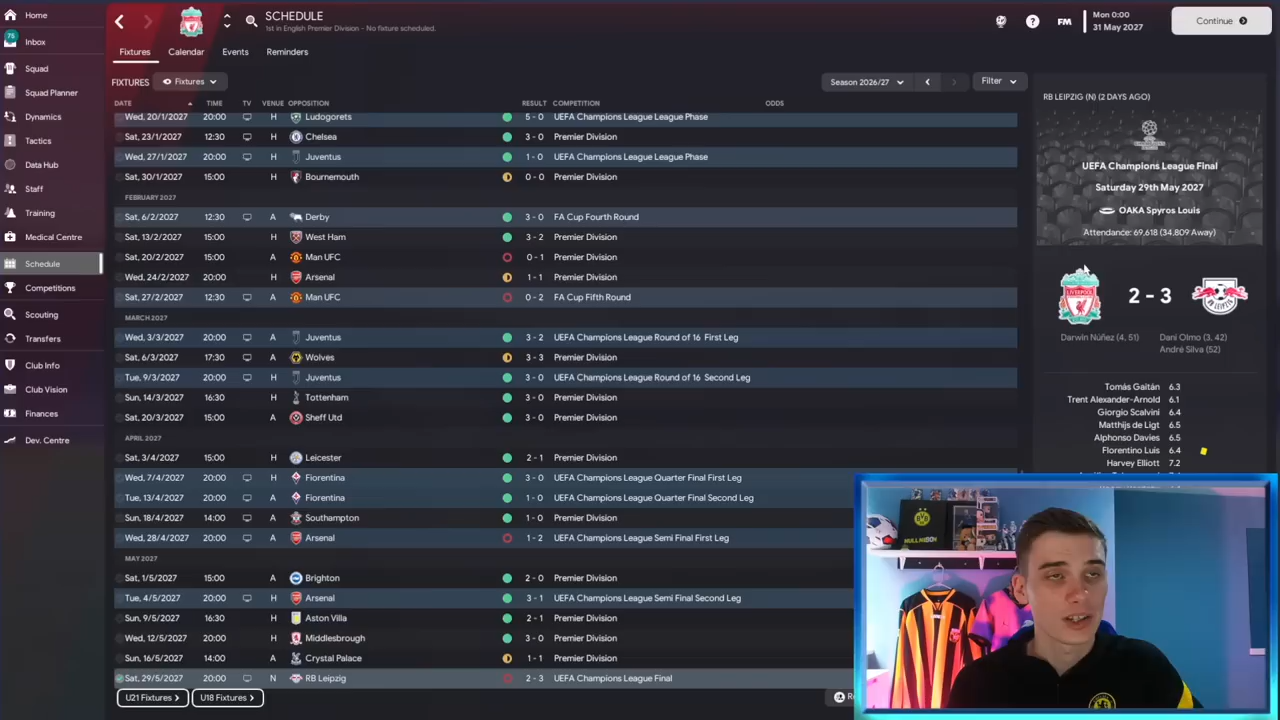 Home
SCHEDULE
1st in English Premier Division - No fixture scheduled.
FM
Mon 0:00
31 May 2027
Continue
75
Inbox
Squad
Squad Planner
Dynamics
Tactics
Data Hub
Staff
Training
Medical Centre
Schedule
Competitions
Scouting
Transfers
Club Info
Club Vision
Finances
Dev. Centre
Fixtures Calendar Events Reminders
FIXTURES Fixtures Season 2026/27 Filter
DATE TIME TV VENUE OPPOSITION RESULT COMPETITION ODDS
Wed, 20/1/2027 20:00 H Ludogorets 5 - 0 UEFA Champions League League Phase
Sat, 23/1/2027 12:30 H Chelsea 3 - 0 Premier Division
Wed, 27/1/2027 20:00 H Juventus 1 - 0 UEFA Champions League League Phase
Sat, 30/1/2027 15:00 H Bournemouth 0 - 0 Premier Division
FEBRUARY 2027
Sat, 6/2/2027 12:30 A Derby 3 - 0 FA Cup Fourth Round
Sat, 13/2/2027 15:00 H West Ham 3 - 2 Premier Division
Sat, 20/2/2027 15:00 A Man UFC 0 - 1 Premier Division
Wed, 24/2/2027 20:00 H Arsenal 1 - 1 Premier Division
Sat, 27/2/2027 12:30 A Man UFC 0 - 2 FA Cup Fifth Round
MARCH 2027
Wed, 3/3/2027 20:00 A Juventus 3 - 2 UEFA Champions League Round of 16 First Leg
Sat, 6/3/2027 17:30 A Wolves 3 - 3 Premier Division
Tue, 9/3/2027 20:00 H Juventus 3 - 0 UEFA Champions League Round of 16 Second Leg
Sun, 14/3/2027 16:30 H Tottenham 3 - 0 Premier Division
Sat, 20/3/2027 15:00 A Sheff Utd 3 - 0 Premier Division
APRIL 2027
Sat, 3/4/2027 15:00 H Leicester 2 - 1 Premier Division
Wed, 7/4/2027 20:00 H Fiorentina 3 - 0 UEFA Champions League Quarter Final First Leg
Tue, 13/4/2027 20:00 A Fiorentina 1 - 0 UEFA Champions League Quarter Final Second Leg
Sun, 18/4/2027 14:00 A Southampton 1 - 0 Premier Division
Wed, 28/4/2027 20:00 A Arsenal 1 - 2 UEFA Champions League Semi Final First Leg
MAY 2027
Sat, 1/5/2027 15:00 A Brighton 2 - 0 Premier Division
Tue, 4/5/2027 20:00 H Arsenal 3 - 1 UEFA Champions League Semi Final Second Leg
Sun, 9/5/2027 16:30 H Aston Villa 2 - 1 Premier Division
Wed, 12/5/2027 20:00 H Middlesbrough 3 - 0 Premier Division
Sun, 16/5/2027 14:00 A Crystal Palace 1 - 1 Premier Division
Sat, 29/5/2027 20:00 N RB Leipzig 2 - 3 UEFA Champions League Final
U21 Fixtures U18 Fixtures
RB LEIPZIG (N) (2 DAYS AGO)
UEFA Champions League Final
Saturday 29th May 2027
OAKA Spyros Louis
Attendance: 69,618 (34,809 Away)
2 - 3
Darwin Núñez (4, 51) Dani Olmo (3, 42)
André Silva (52)
Tomás Gaitán 6.3
Trent Alexander-Arnold 6.1
Giorgio Scalvini 6.4
Matthijs de Ligt 6.5
Alphonso Davies 6.5
Florentino Luís 6.4
Harvey Elliott 7.2